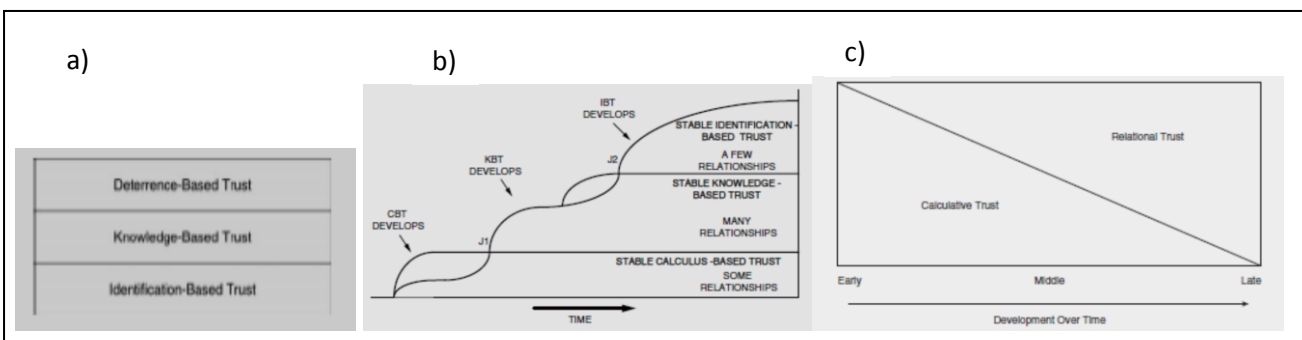 a)
Deterrence-Based Trust
Knowledge-Based Trust
Identification-Based Trust
b)
IBT
DEVELOPS
STABLE IDENTIFICATION -
BASED TRUST
J2
A FEW
RELATIONSHIPS
KBT
DEVELOPS
STABLE KNOWLEDGE -
BASED TRUST
CBT
DEVELOPS
MANY
RELATIONSHIPS
J1
STABLE CALCULUS -BASED TRUST
SOME
RELATIONSHIPS
TIME
c)
Relational Trust
Calculative Trust
Early
Middle
Late
Development Over Time